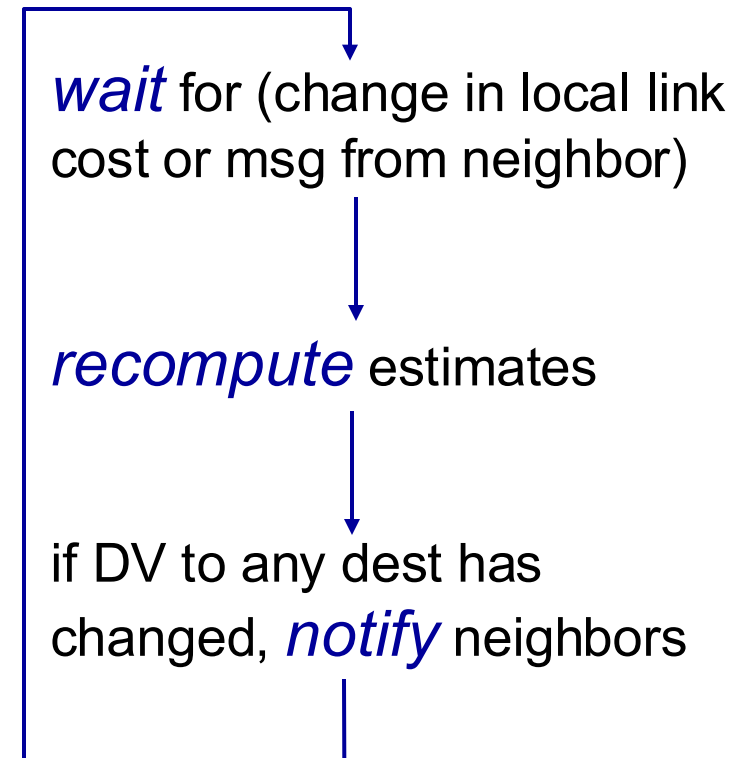 wait for (change in local link
cost or msg from neighbor)
recompute estimates
if DV to any dest has
changed, notify neighbors